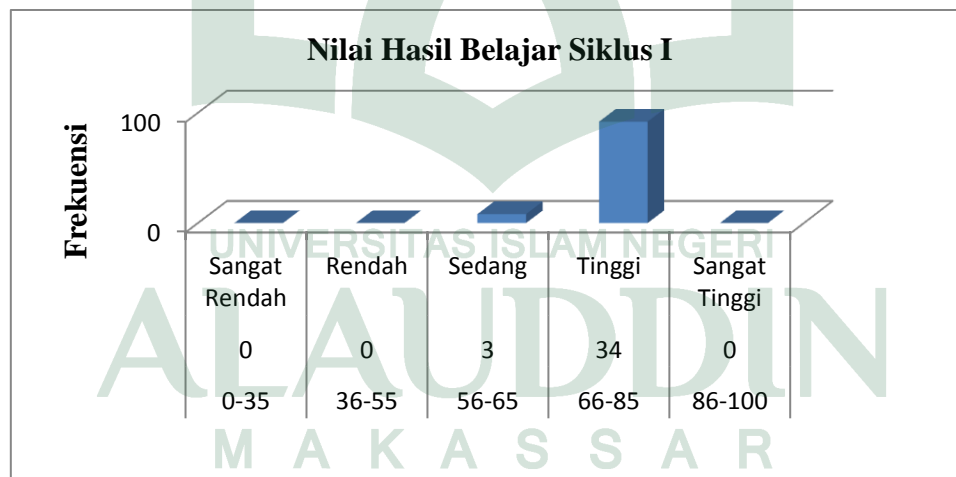 Nilai Hasil Belajar Siklus I
Frekuensi
100
0
UNIVERSITAS ISLAM NEGERI
Sangat Rendah Sedang Tinggi Sangat
Rendah Tinggi
ALAUDDIN
0 0 3 34 0
0-35 36-55 56-65 66-85 86-100
MAKASSAR